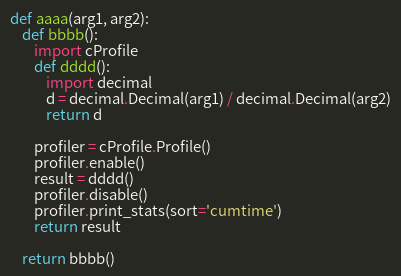 def aaaa(arg1, arg2):
    def bbbb():
        import cProfile
        def dddd():
            import decimal
            d = decimal.Decimal(arg1) / decimal.Decimal(arg2)
            return d

        profiler = cProfile.Profile()
        profiler.enable()
        result = dddd()
        profiler.disable()
        profiler.print_stats(sort='cumtime')
        return result

    return bbbb()